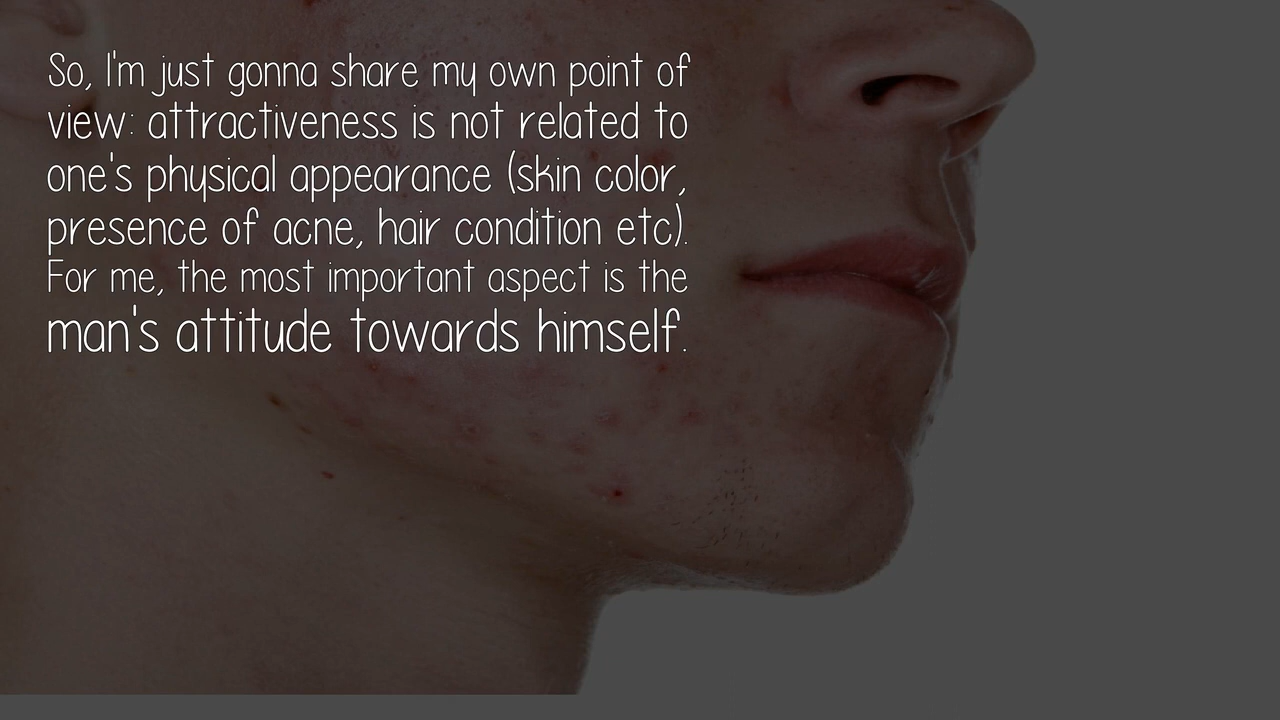 So, I'm just gonna share my own point of
view: attractiveness is not related to
one's physical appearance (skin color,
presence of acne, hair condition etc).
For me, the most important aspect is the
man's attitude towards himself.